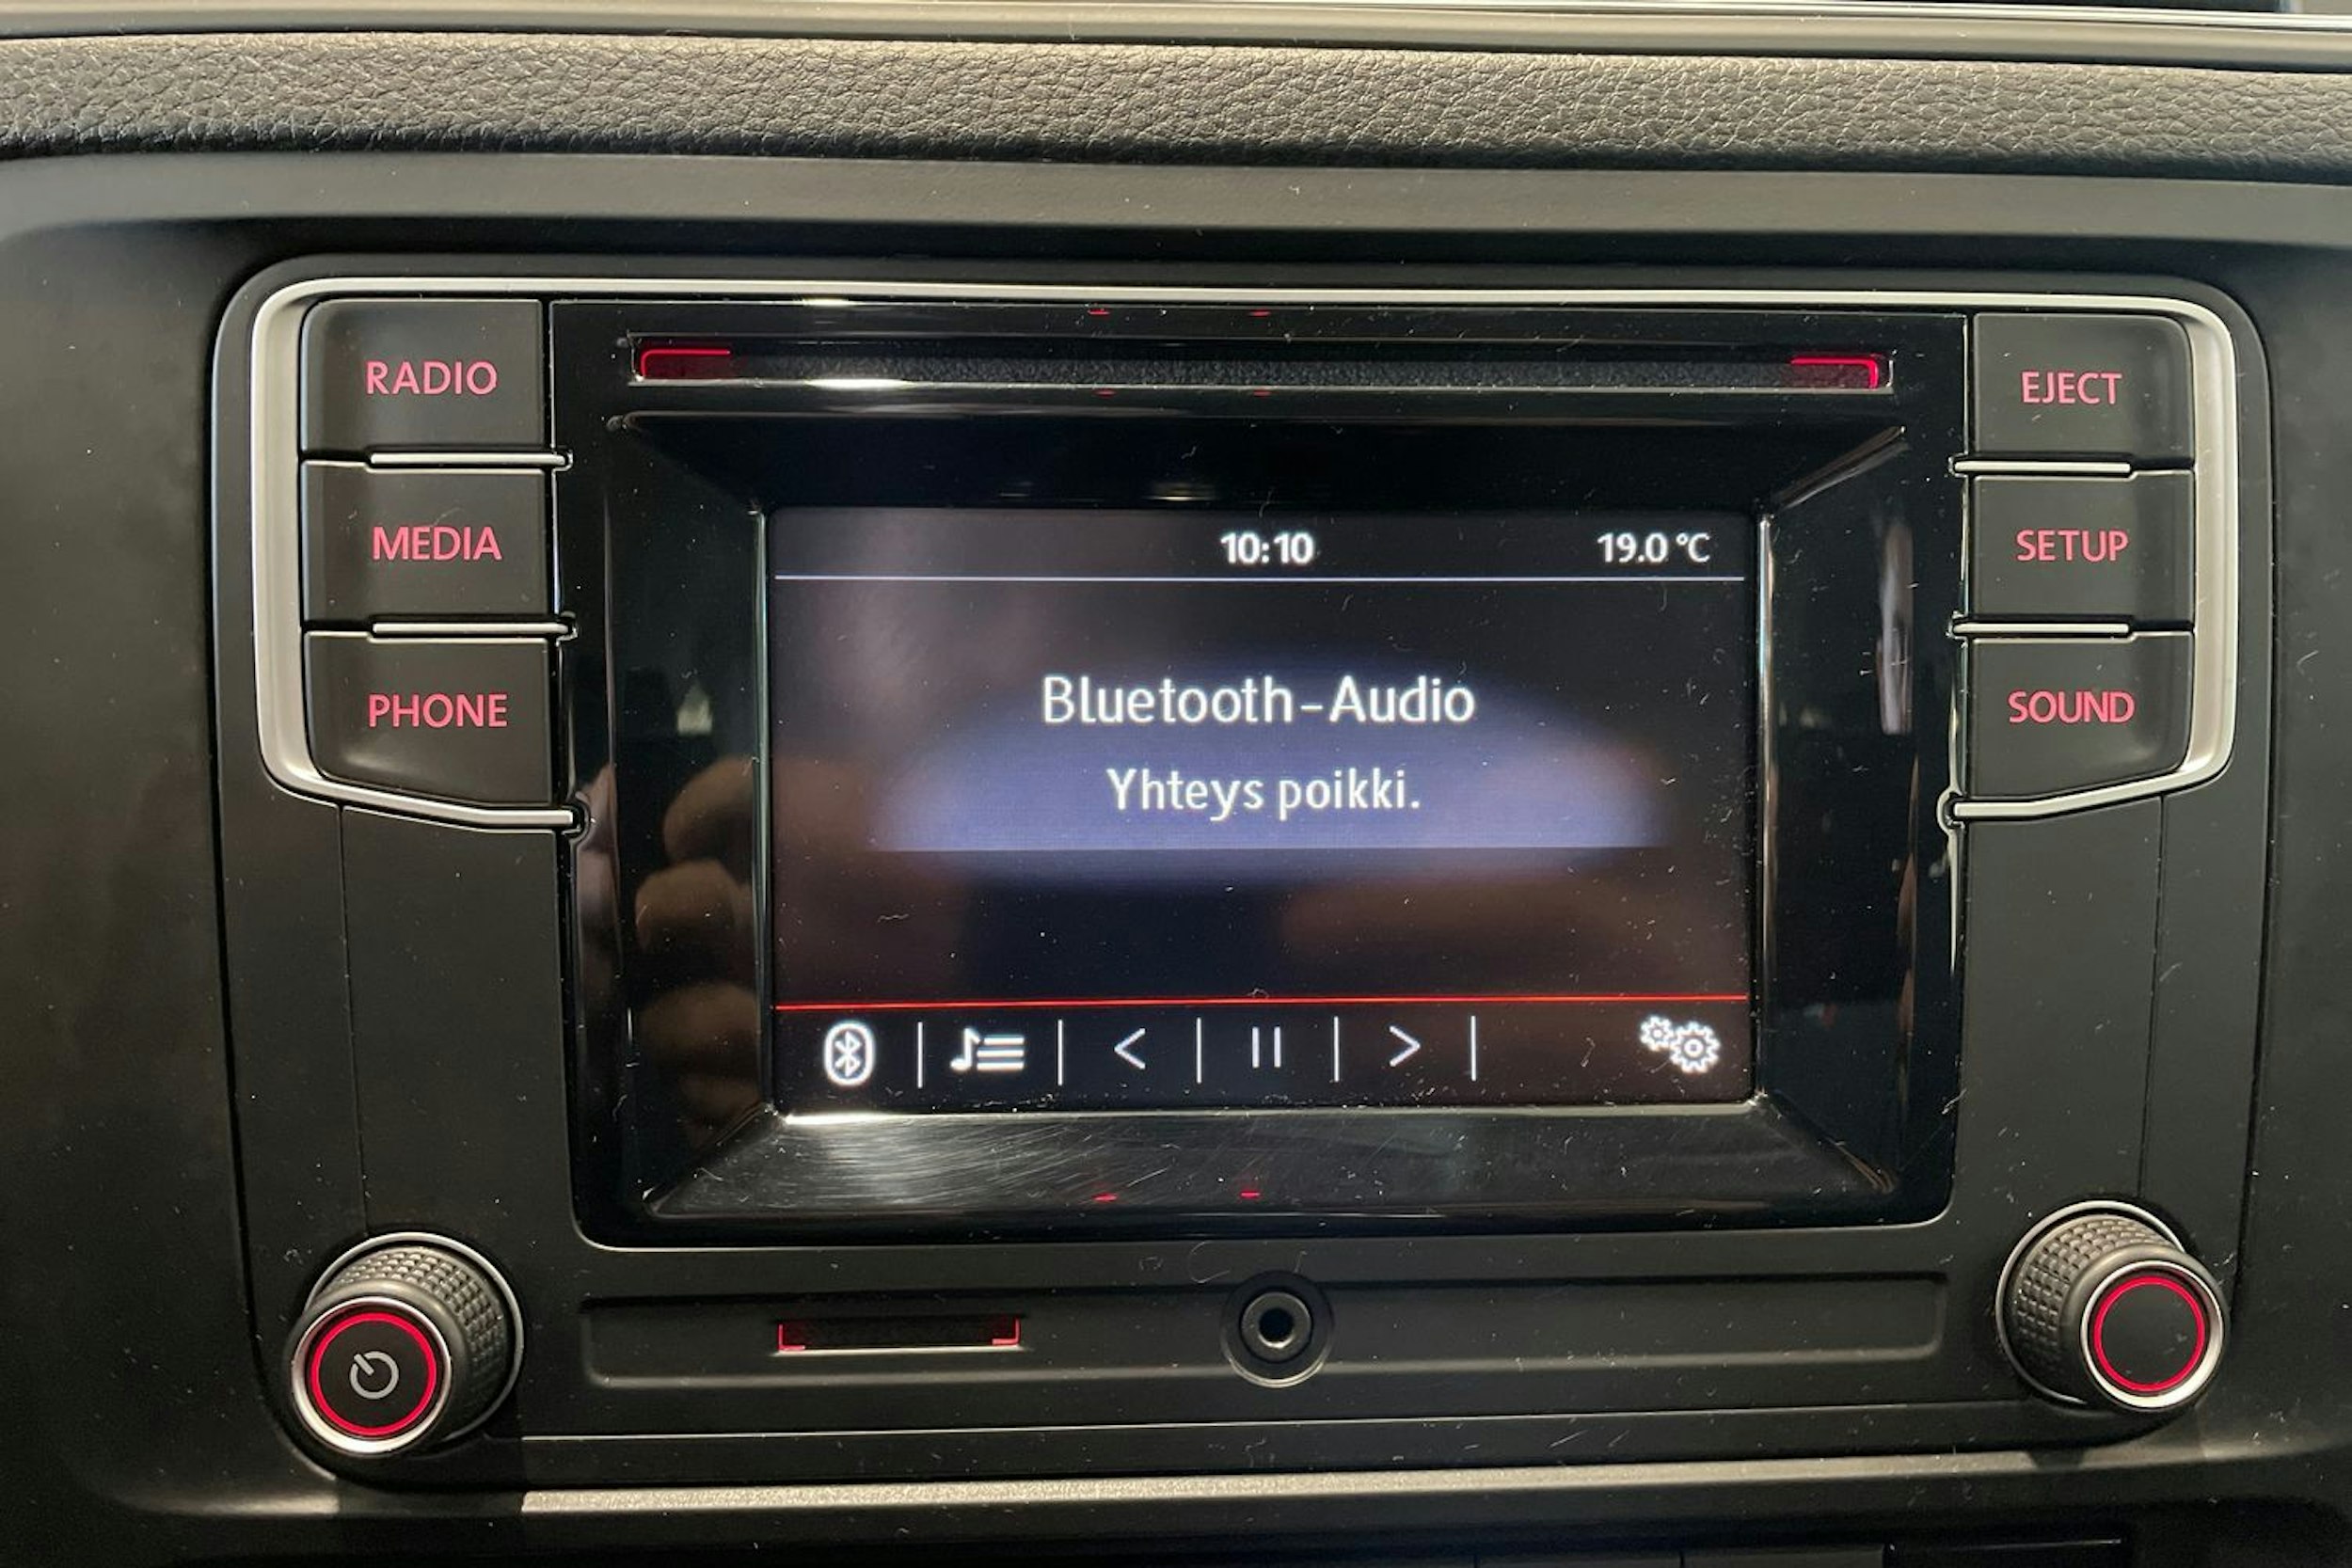 RADIO
MEDIA
PHONE
10:10
19.0 °C
Bluetooth-Audio
Yhteys poikki.
EJECT
SETUP
SOUND